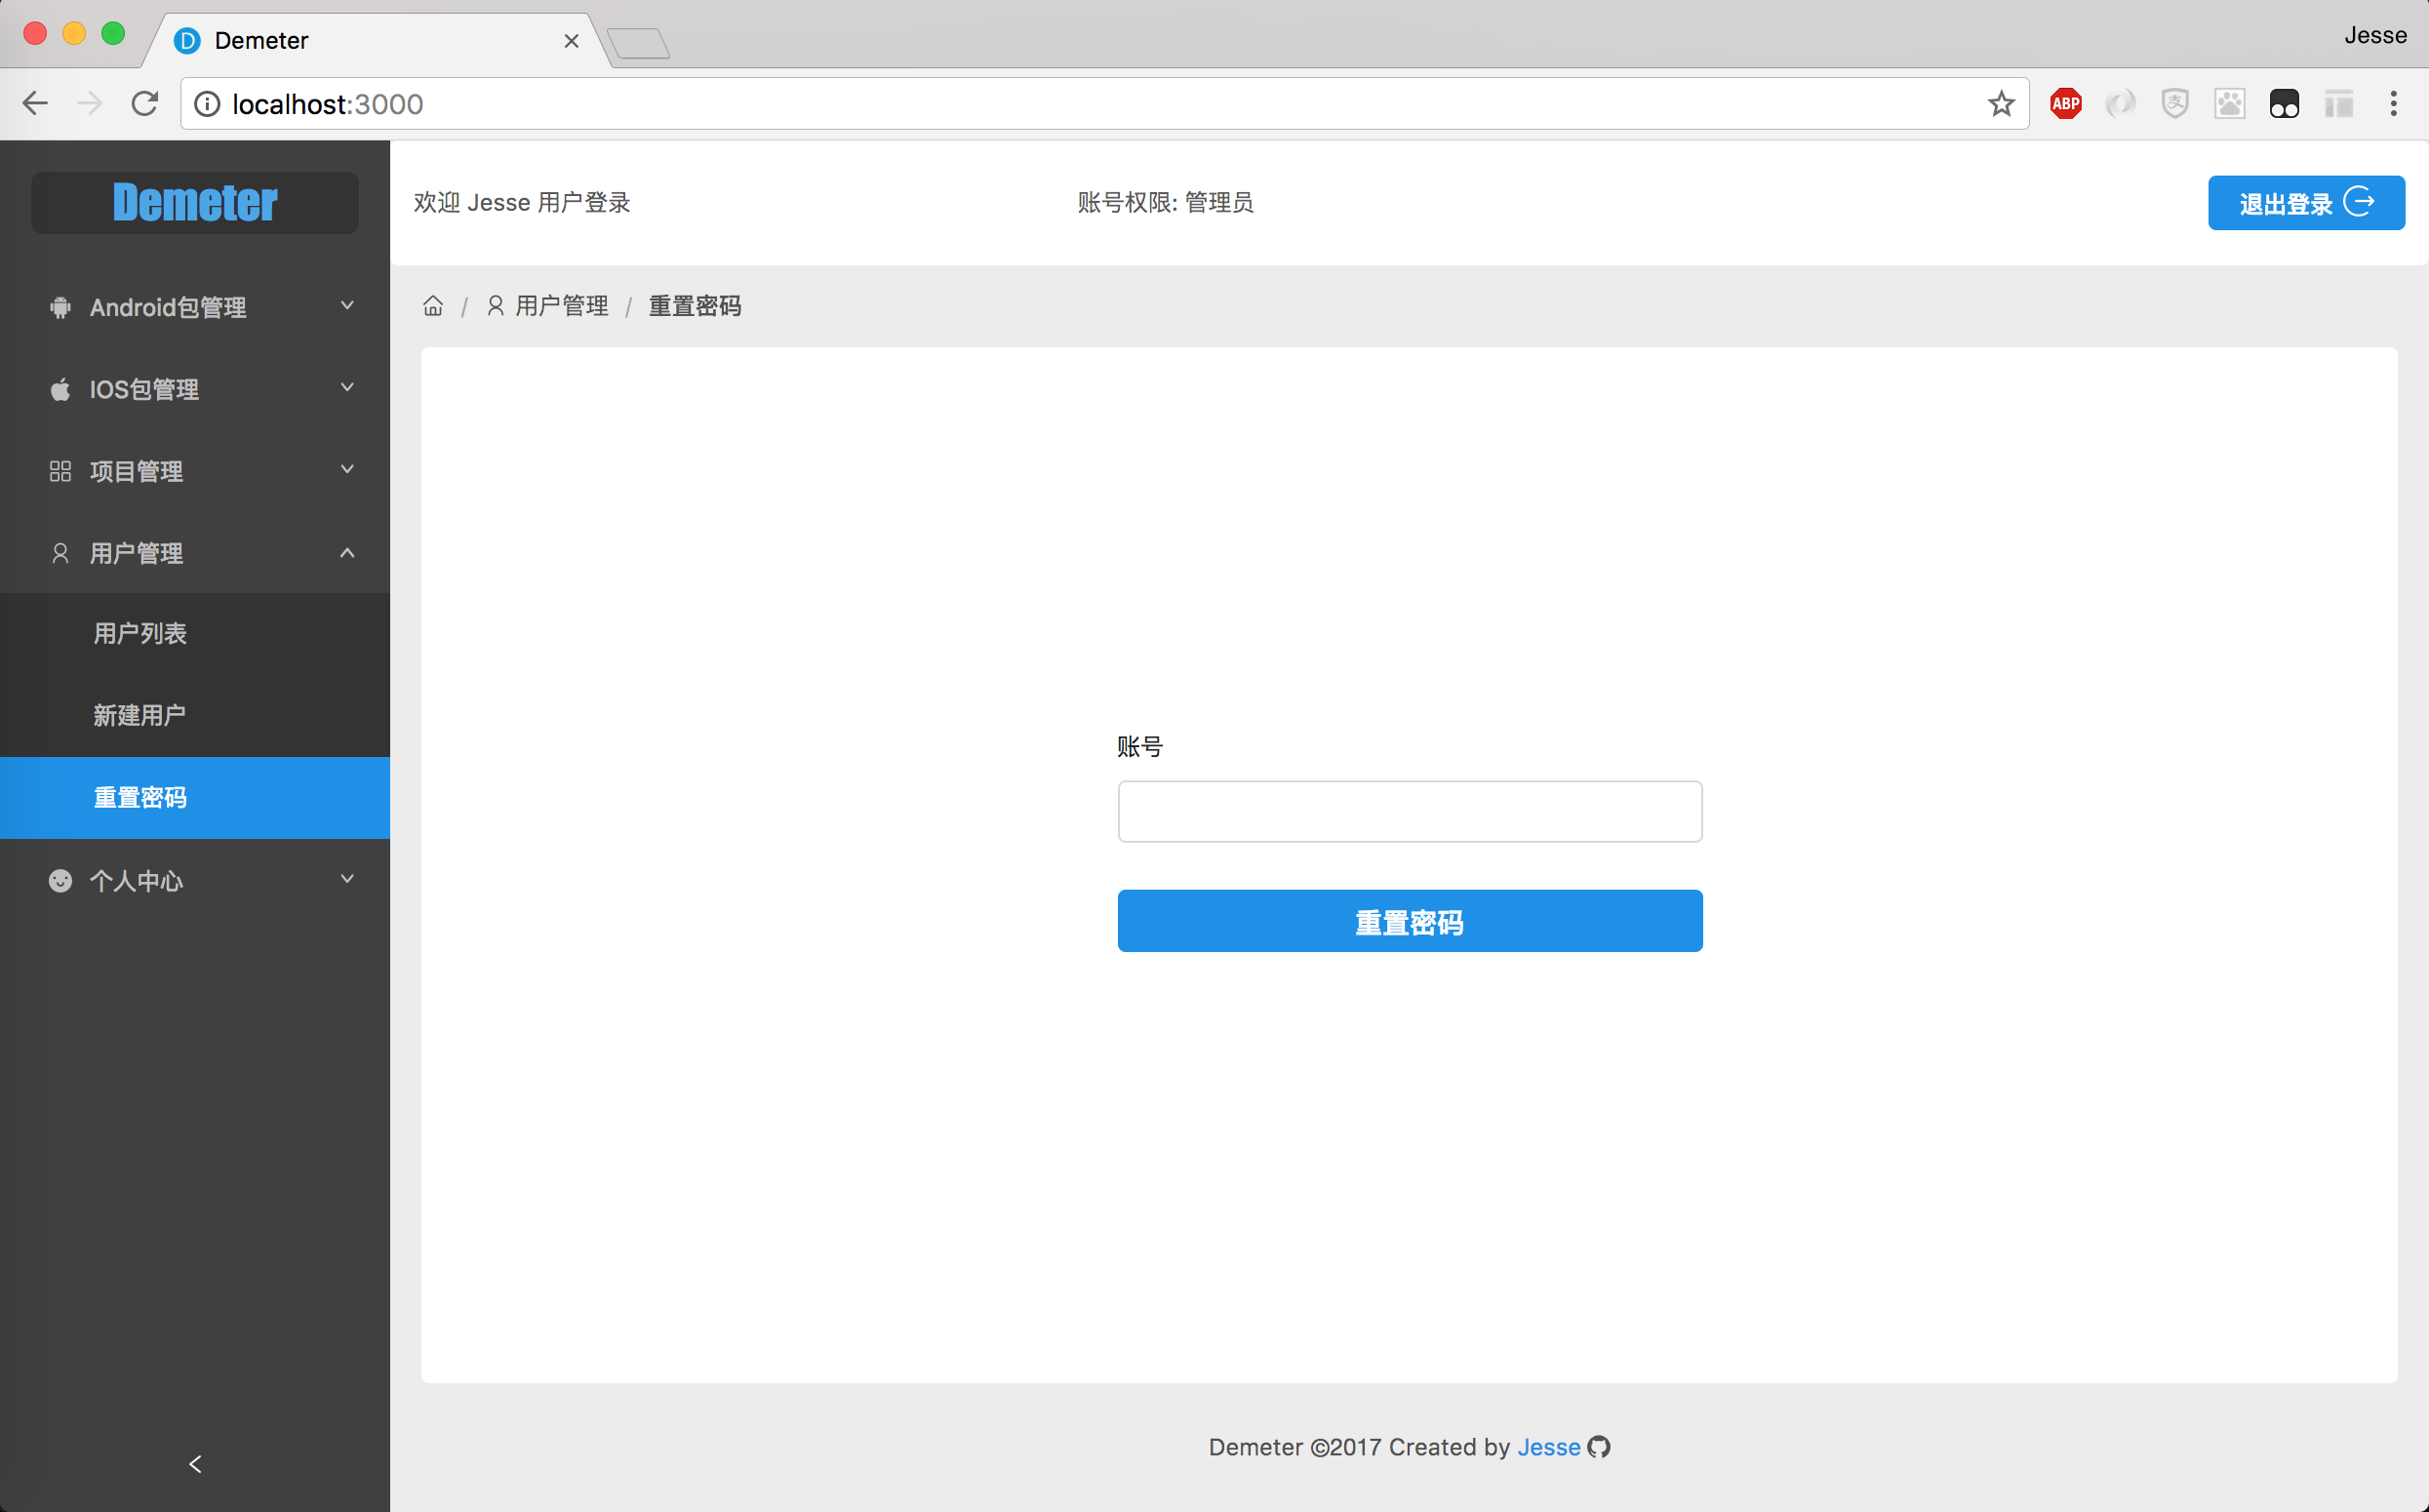 Demeter
Jesse
localhost:3000
ABP
Demeter
欢迎 Jesse 用户登录
账号权限: 管理员
退出登录
Android包管理
IOS包管理
项目管理
用户管理
用户列表
新建用户
重置密码
个人中心
/ 用户管理 / 重置密码
账号
重置密码
Demeter ©2017 Created by Jesse